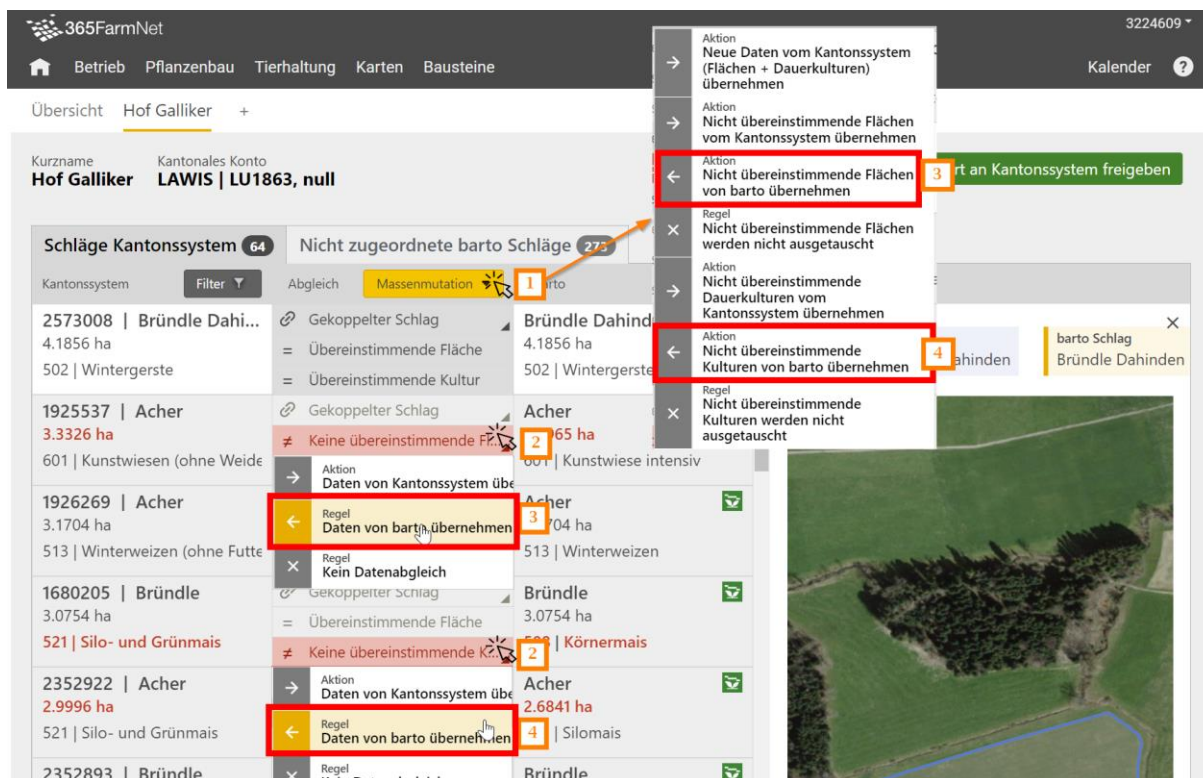 365FarmNet
3224609
Betrieb Pflanzenbau Tierhaltung Karten Bausteine
Kalender ?
Übersicht Hof Galliker +
Kurzname Kantonales Konto
Hof Galliker LAWIS | LU1863, null
rt an Kantonssystem freigeben
Aktion
Neue Daten vom Kantonssystem
(Flächen + Dauerkulturen)
übernehmen
Aktion
Nicht übereinstimmende Flächen
vom Kantonssystem übernehmen
Aktion
Nicht übereinstimmende Flächen
von barto übernehmen
3
Regel
Nicht übereinstimmende Flächen
werden nicht ausgetauscht
Aktion
Nicht übereinstimmende
Dauerkulturen vom
Kantonssystem übernehmen
Aktion
Nicht übereinstimmende
Kulturen von barto übernehmen
4
Regel
Nicht übereinstimmende
Kulturen werden nicht
ausgetauscht
Schläge Kantonssystem 64 Nicht zugeordnete barto Schläge 273
Kantonssystem Filter Abgleich Massenmutation 1
2573008 | Bründle Dahi...
4.1856 ha
502 | Wintergerste
Gekoppelter Schlag
= Übereinstimmende Fläche
= Übereinstimmende Kultur
Bründle Dahind
4.1856 ha
502 | Wintergerste
ahinden
barto Schlag
Bründle Dahinden
1925537 | Acher
3.3326 ha
601 | Kunstwiesen (ohne Weide
Gekoppelter Schlag
≠ Keine übereinstimmende F
2
Acher
965 ha
601 | Kunstwiese intensiv
Aktion
Daten von Kantonssystem übe
Regel
Daten von barto übernehmen
3
Regel
Kein Datenabgleich
1926269 | Acher
3.1704 ha
513 | Winterweizen (ohne Futte
Acher
704 ha
513 | Winterweizen
1680205 | Bründle
3.0754 ha
521 | Silo- und Grünmais
Gekoppelter Schlag
= Übereinstimmende Fläche
≠ Keine übereinstimmende K...
2
Bründle
3.0754 ha
| Körnermais
2352922 | Acher
2.9996 ha
521 | Silo- und Grünmais
Aktion
Daten von Kantonssystem übe
Regel
Daten von barto übernehmen
4
Acher
2.6841 ha
| Silomais
2352893 | Bründle
Regel
Bründle